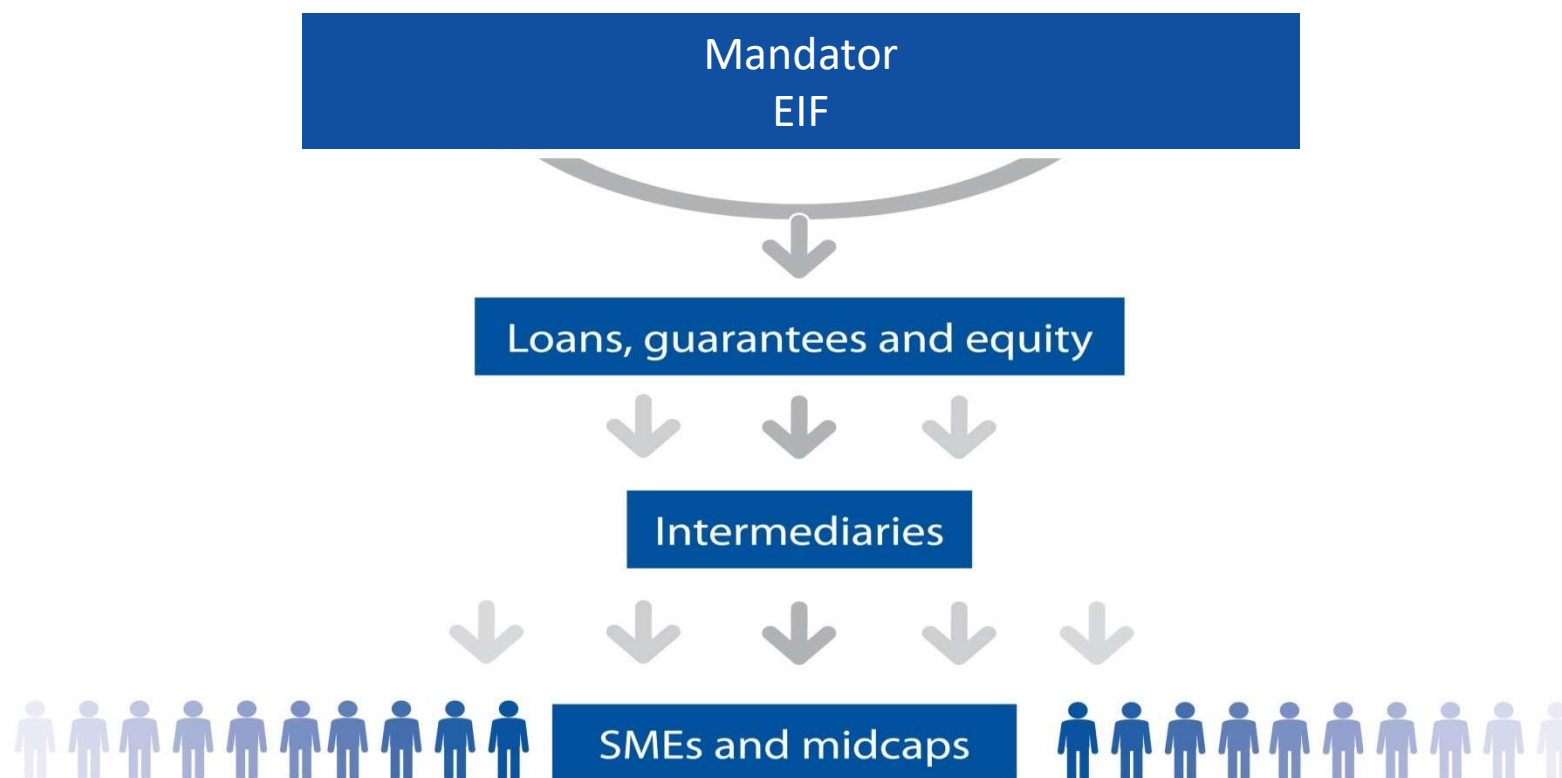 Mandator
EIF
Loans, guarantees and equity
Intermediaries
SMEs and midcaps